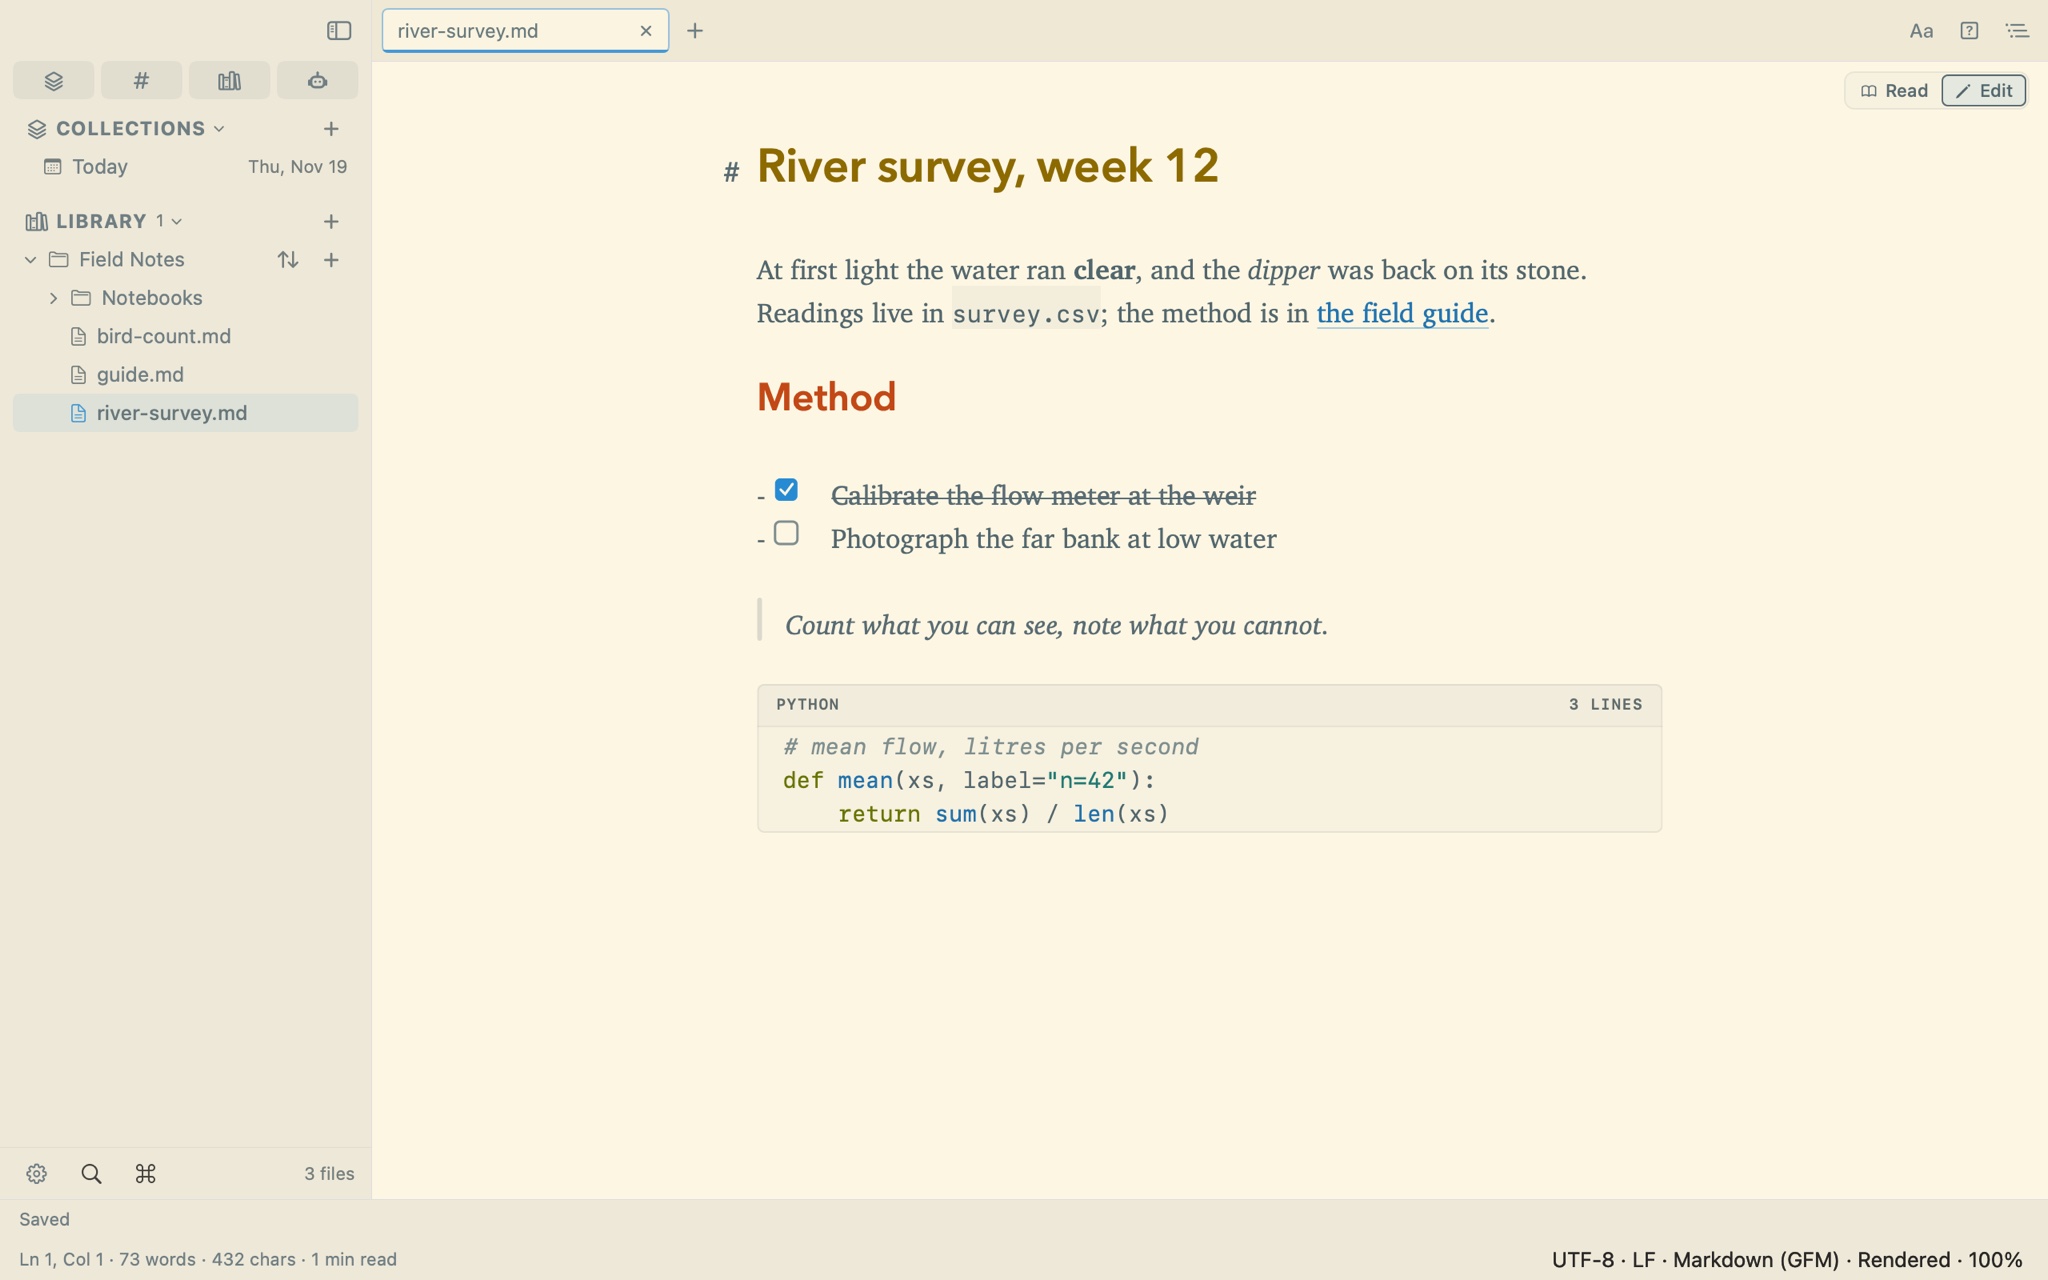 river-survey.md
Aa
Read
Edit
#
COLLECTIONS
Today
Thu, Nov 19
LIBRARY 1
Field Notes
Notebooks
bird-count.md
guide.md
river-survey.md
3 files
# River survey, week 12
At first light the water ran clear, and the dipper was back on its stone.
Readings live in survey.csv; the method is in the field guide.
Method
- Calibrate the flow meter at the weir
- Photograph the far bank at low water
Count what you can see, note what you cannot.
PYTHON
3 LINES
# mean flow, litres per second
def mean(xs, label="n=42"):
    return sum(xs) / len(xs)
Saved
Ln 1, Col 1 · 73 words · 432 chars · 1 min read
UTF-8 · LF · Markdown (GFM) · Rendered · 100%